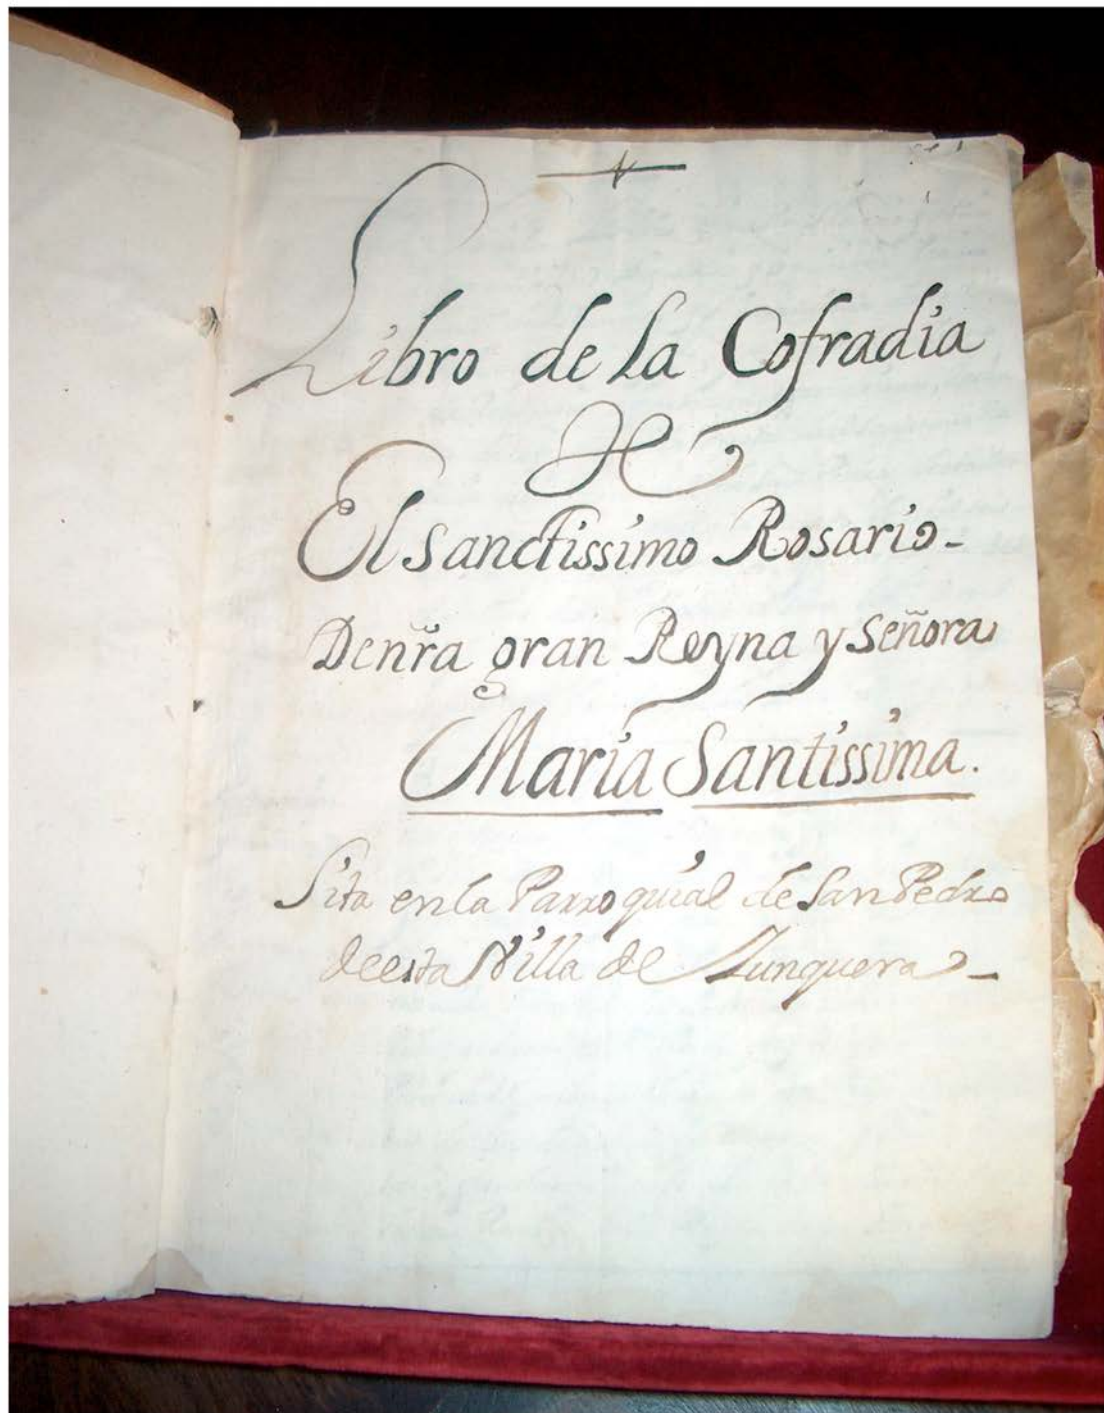 Libro de la Cofradia
De
El Sanctissimo Rosario-
De nr̃a gran Reyna y Señora
Maria Santissima.
Sita en la Parroquial de San Pedro
de esta Villa de Junquera-